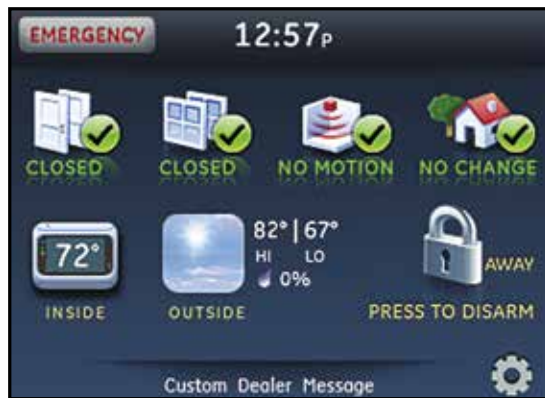 EMERGENCY 12:57P
CLOSED CLOSED NO MOTION NO CHANGE
82° | 67°
72° HI LO
0% AWAY
INSIDE OUTSIDE PRESS TO DISARM
Custom Dealer Message